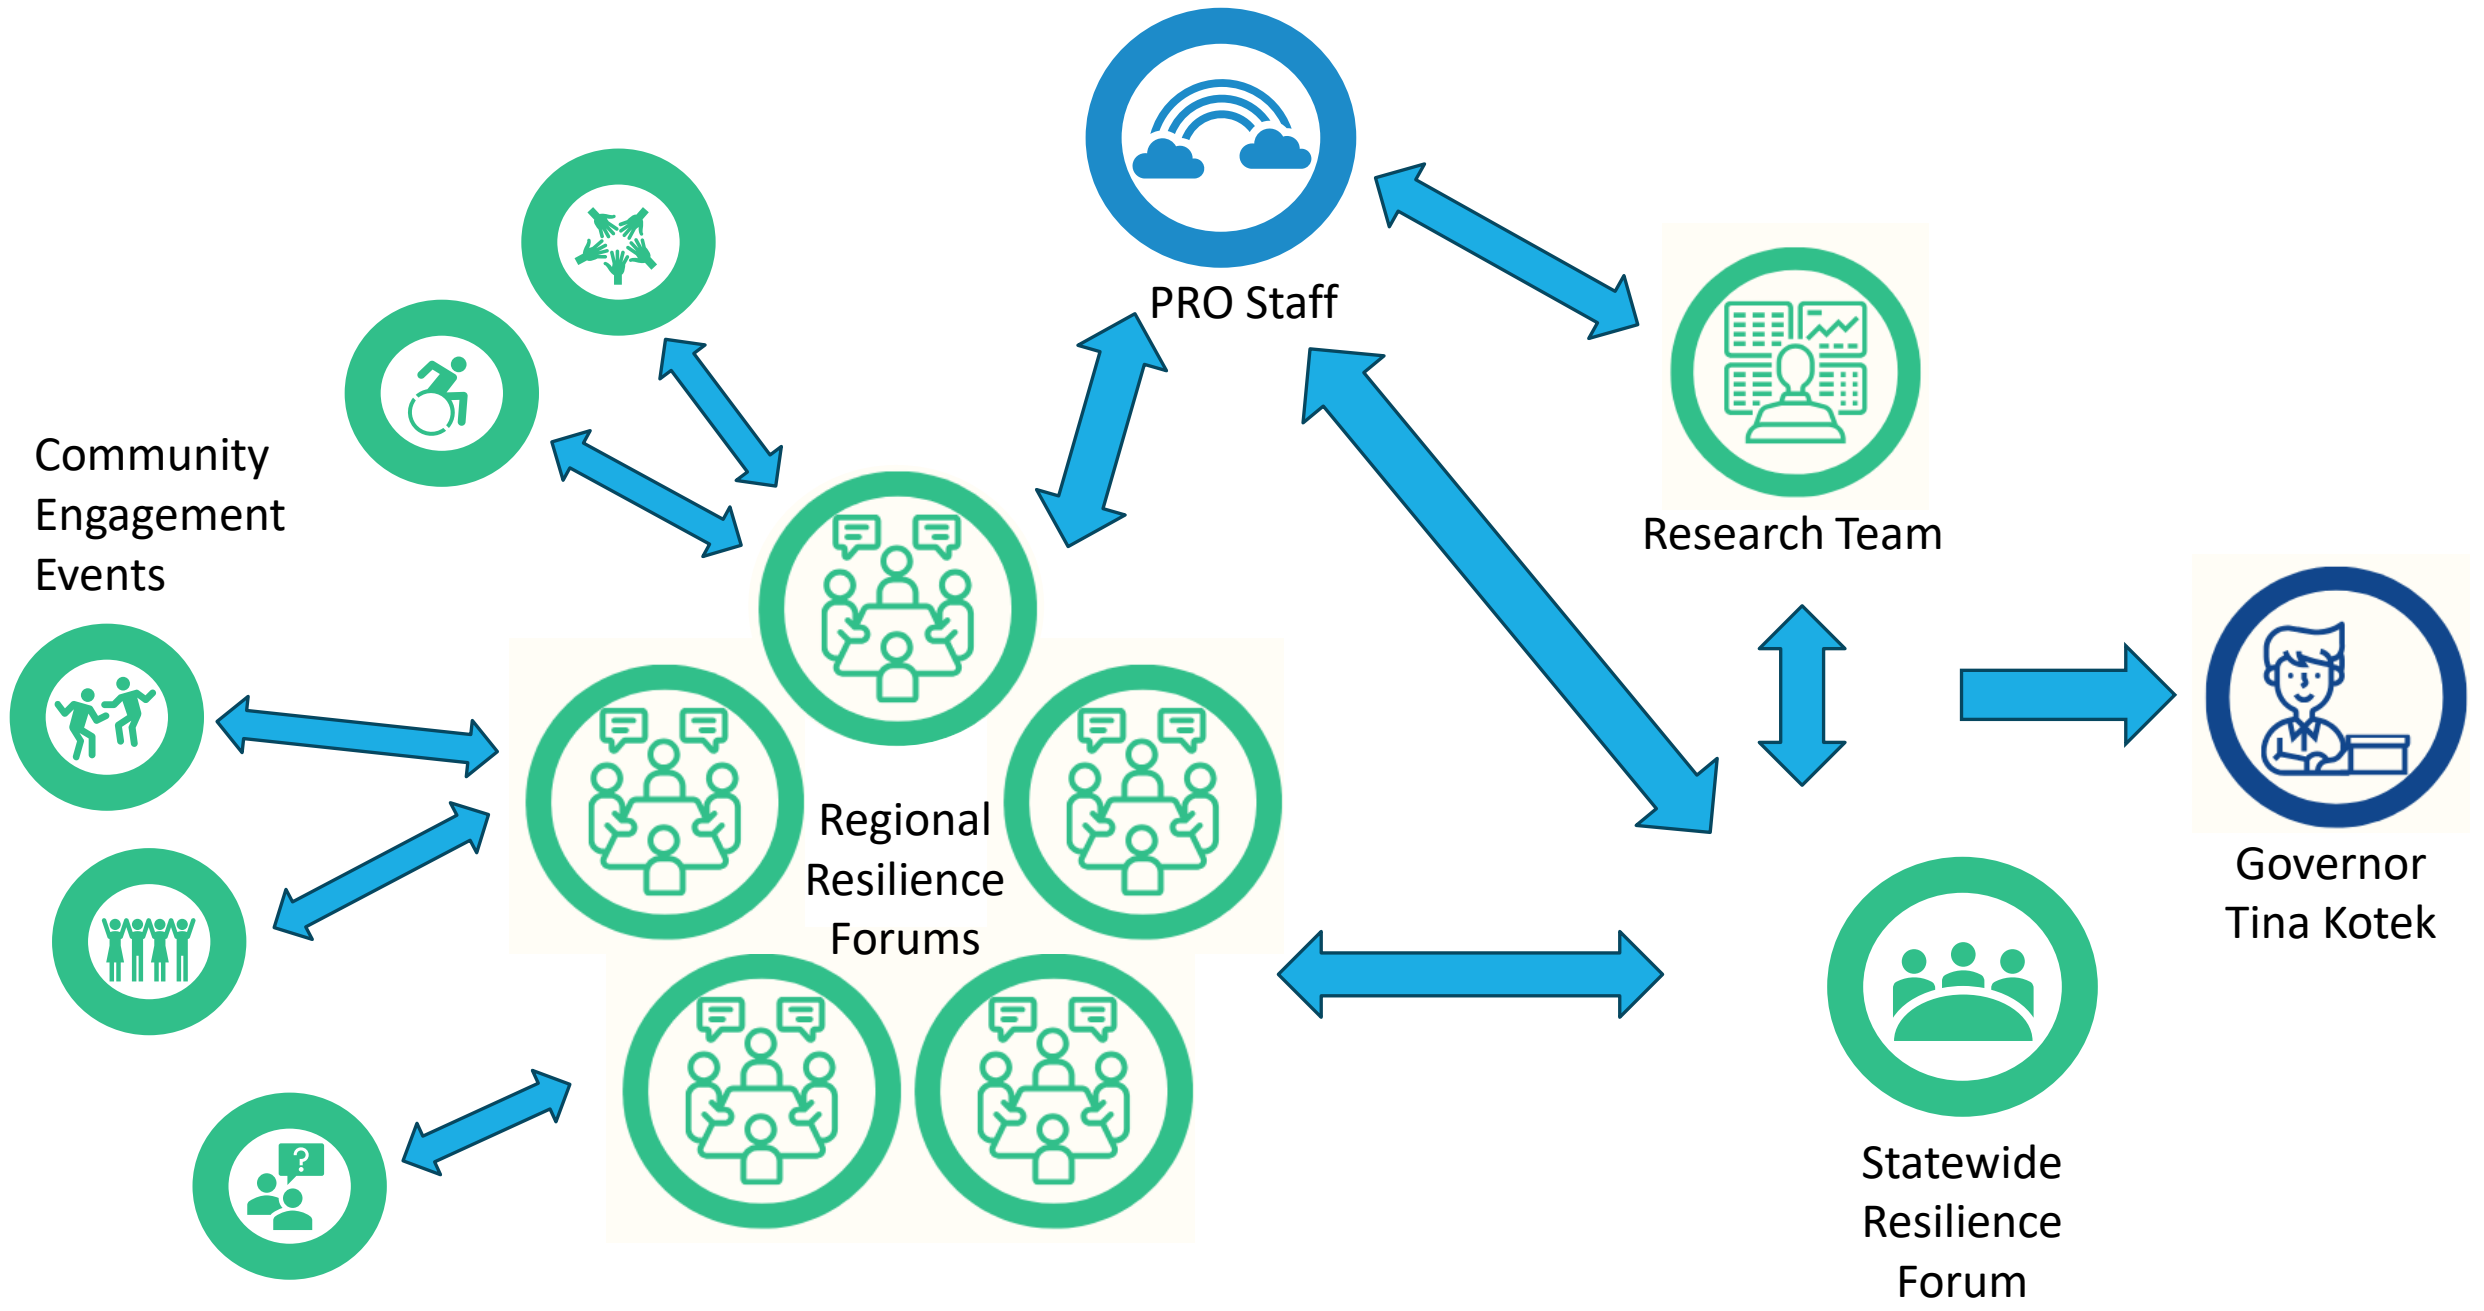 PRO Staff
Community
Engagement
Events
Research Team
Regional
Resilience
Forums
Governor
Tina Kotek
Statewide
Resilience
Forum
?